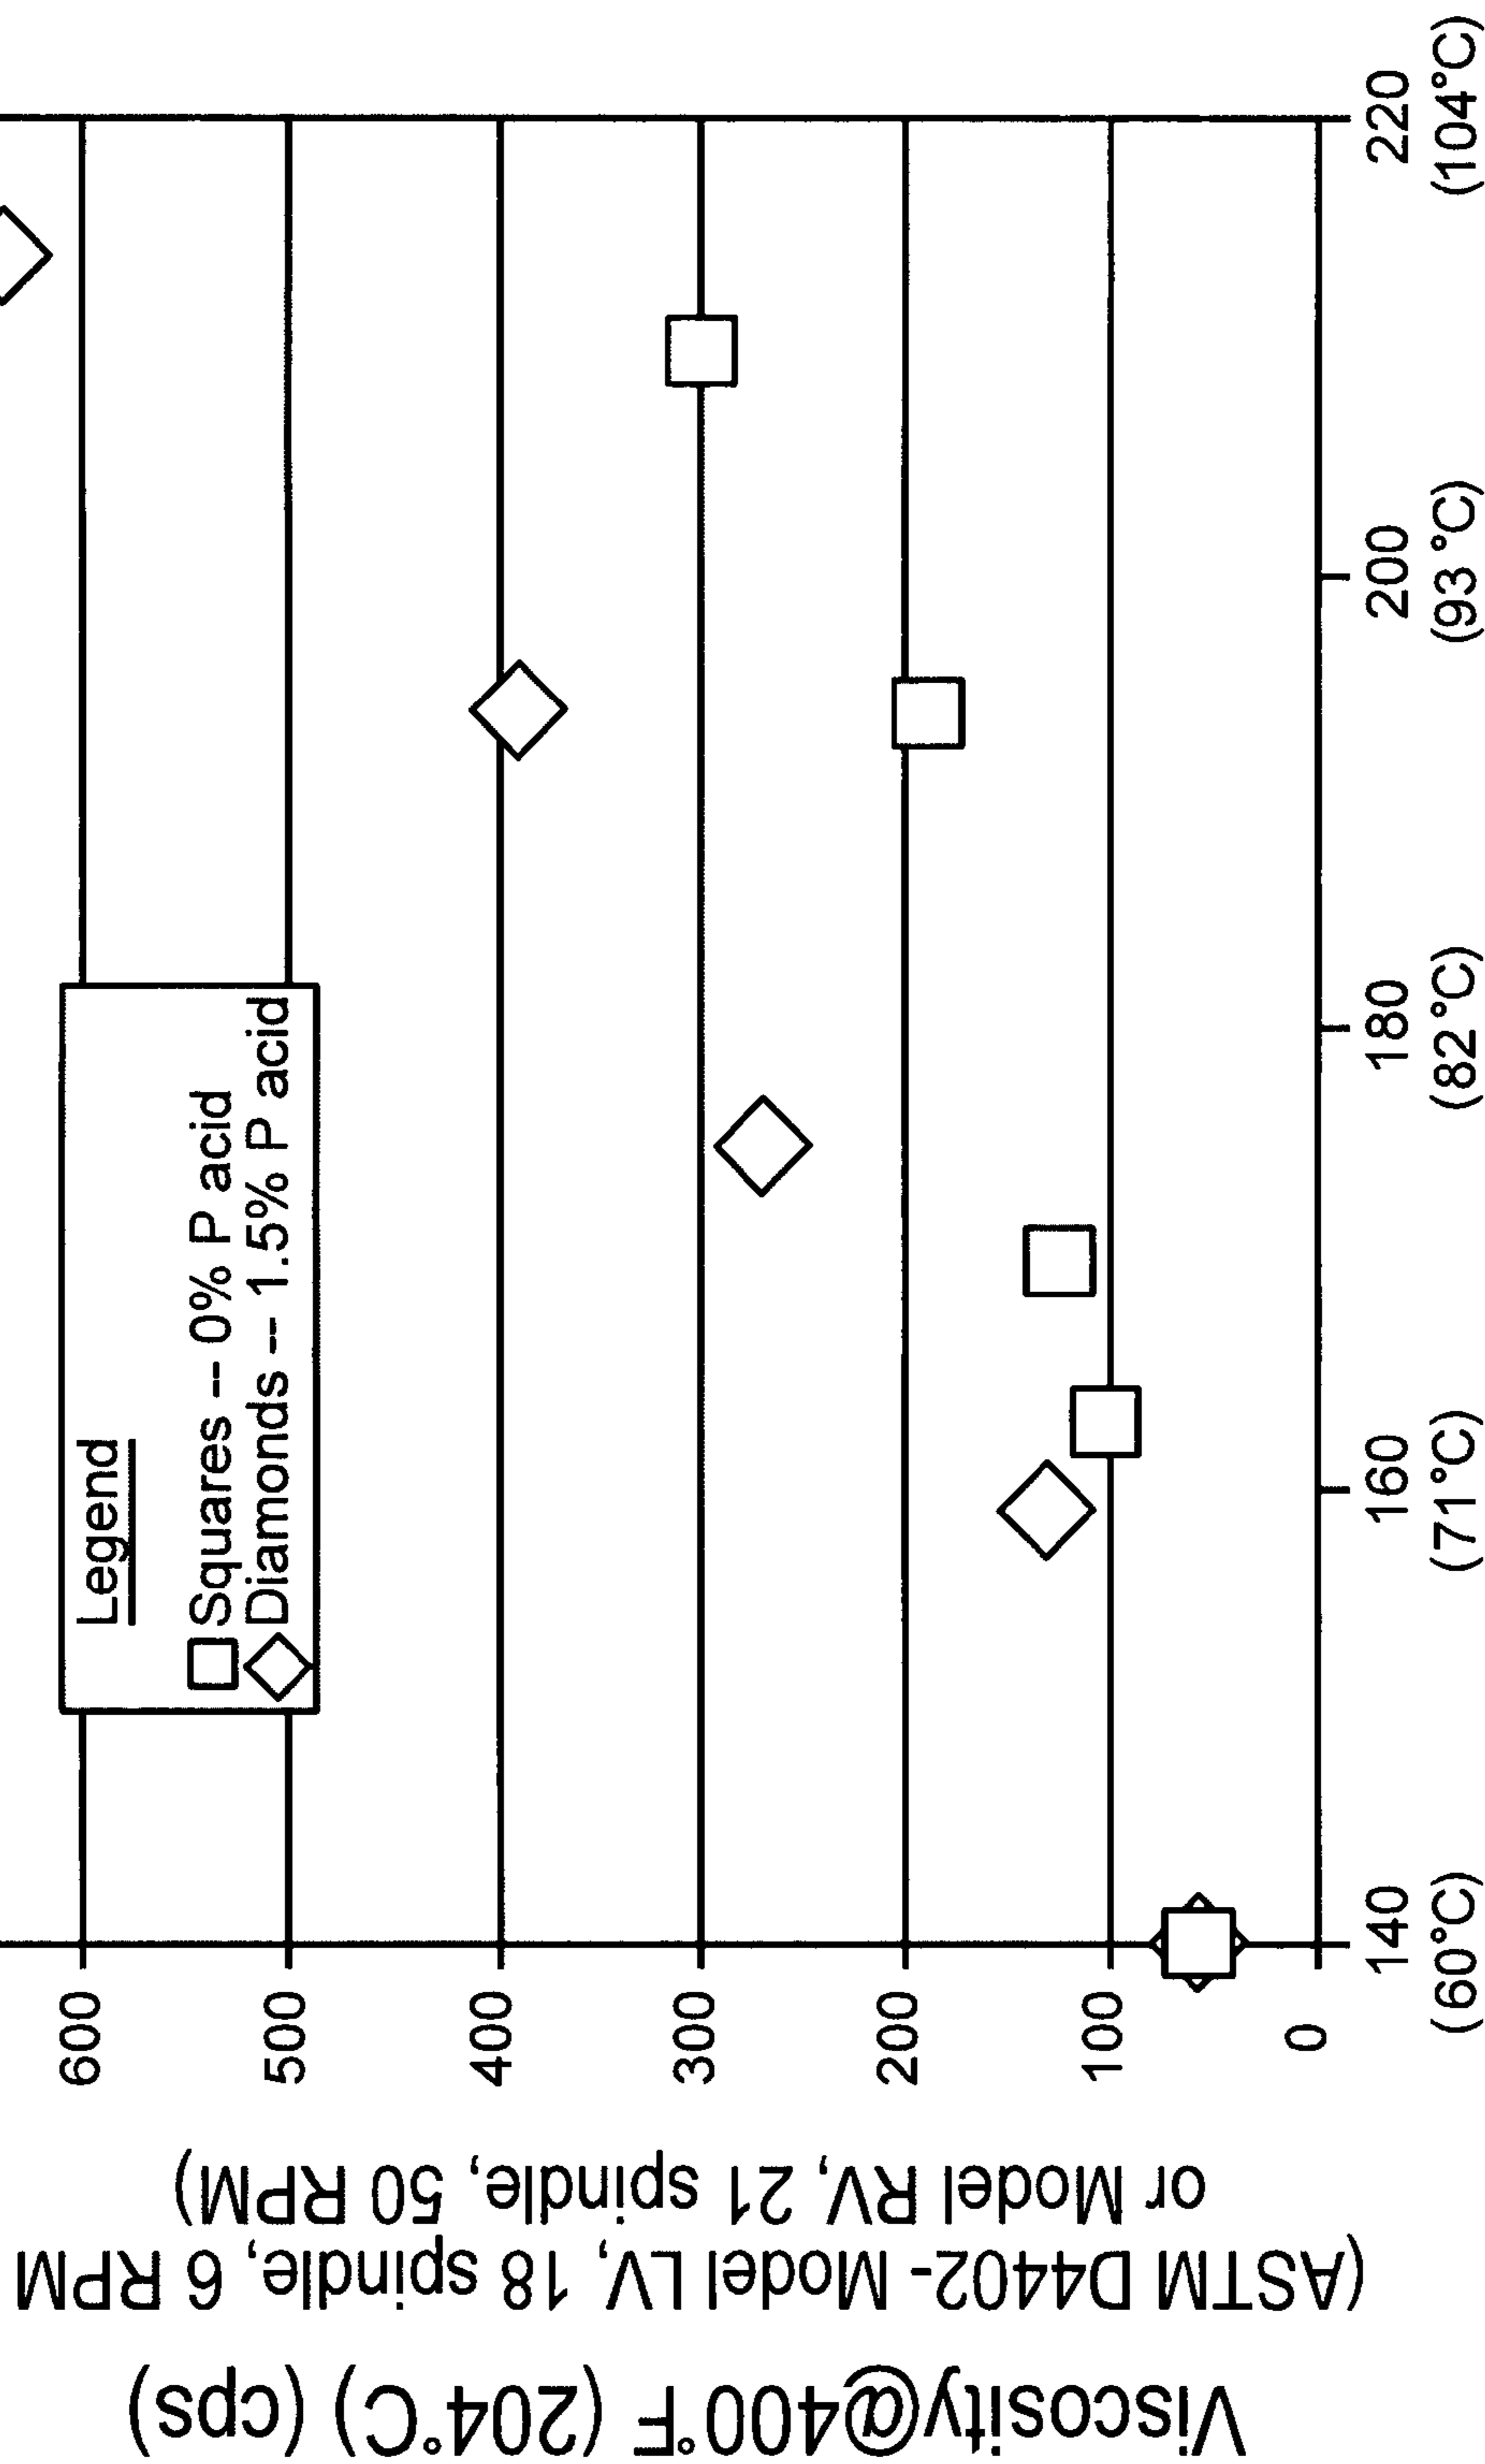 Viscosity@400°F (204°C) (cps)
(ASTM D4402- Model LV, 18 spindle, 6 RPM
or Model RV, 21 spindle, 50 RPM)
600
500
400
300
200
100
0
Legend
Squares -- 0% P acid
Diamonds -- 1.5% P acid
140 160 180 200 220
(60°C) (71°C) (82°C) (93°C) (104°C)